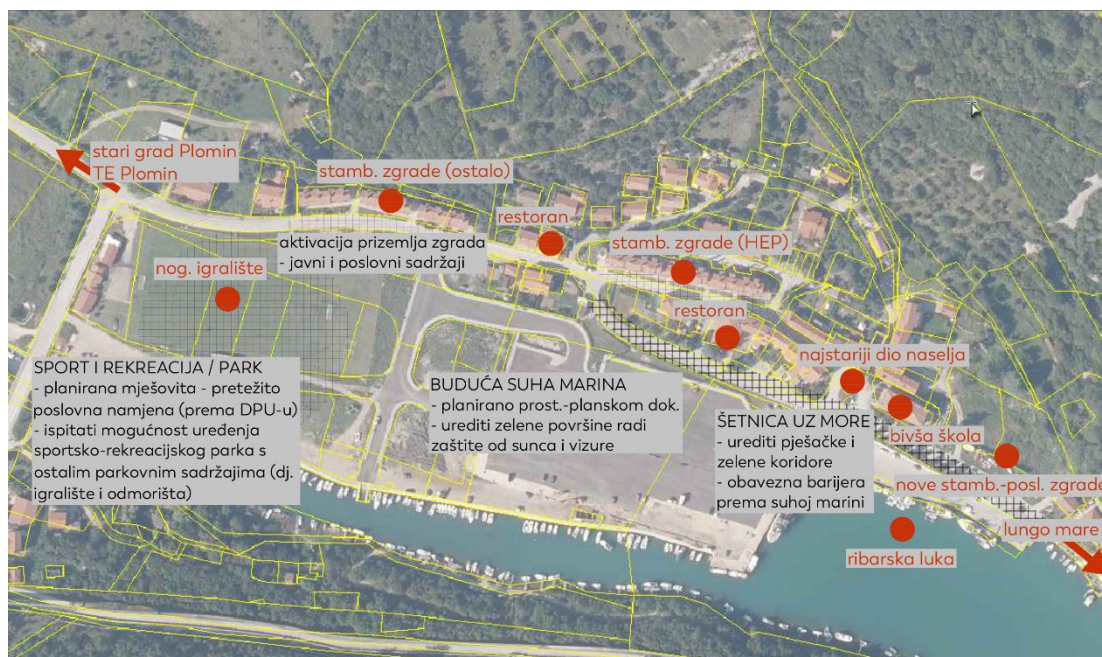 stari grad Plomin
TE Plomin
stamb. zgrade (ostalo)
restoran
aktivacija prizemlja zgrada
- javni i poslovni sadržaji
stamb. zgrade (HEP)
nog. igralište
restoran
SPORT I REKREACIJA / PARK
- planirana mješovita - pretežito
poslovna namjena (prema DPU-u)
- ispitati mogućnost uređenja
sportsko-rekreacijskog parka s
ostalim parkovnim sadržajima (dj.
igralište i odmorišta)
BUDUĆA SUHA MARINA
- planirano prost.-planskom dok.
- urediti zelene površine radi
zaštite od sunca i vizure
najstariji dio naselja
ŠETNICA UZ MORE
- urediti pješačke i
zelene koridore
- obavezna barijera
prema suhoj marini
bivša škola
nove stamb.-posl. zgrade
lungo mare
ribarska luka